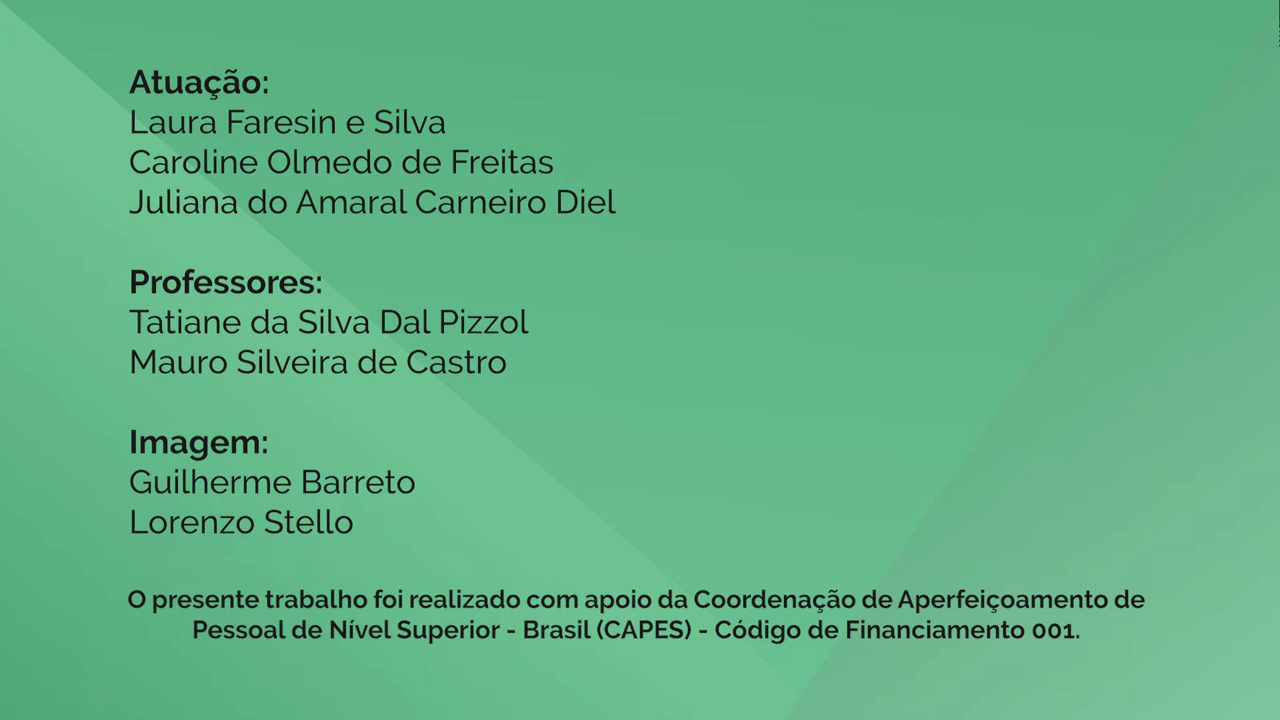 Atuação:
Laura Faresin e Silva
Caroline Olmedo de Freitas
Juliana do Amaral Carneiro Diel
Professores:
Tatiane da Silva Dal Pizzol
Mauro Silveira de Castro
Imagem:
Guilherme Barreto
Lorenzo Stello
O presente trabalho foi realizado com apoio da Coordenação de Aperfeiçoamento de
Pessoal de Nível Superior - Brasil (CAPES) - Código de Financiamento 001.